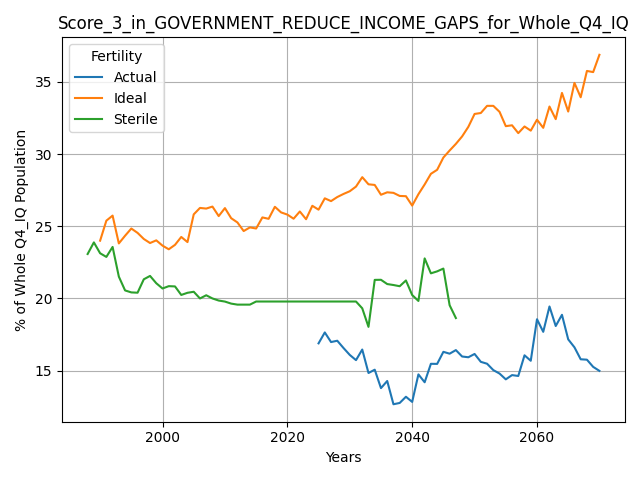 Score_3_in_GOVERNMENT_REDUCE_INCOME_GAPS_for_Whole_Q4_IQ
Fertility
Actual
Ideal
Sterile
% of Whole Q4_IQ Population
35
30
25
20
15
2000 2020 2040 2060
Years